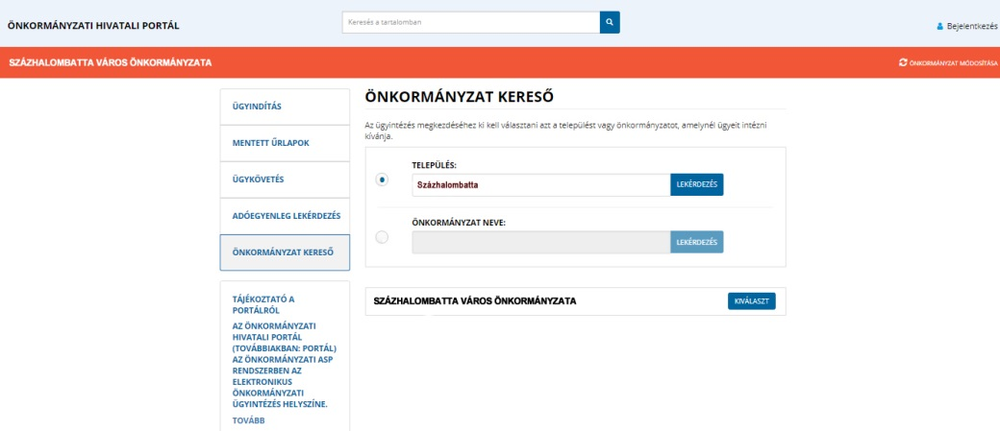 ÖNKORMÁNYZATI HIVATALI PORTÁL
Keresés a tartalomban
Bejelentkezés
SZÁZHALOMBATTA VÁROS ÖNKORMÁNYZATA
ÖNKORMÁNYZAT MÓDOSÍTÁSA
ÜGYINDÍTÁS
MENTETT ŰRLAPOK
ÜGYKÖVETÉS
ADÓEGYENLEG LEKÉRDEZÉS
ÖNKORMÁNYZAT KERESŐ
TÁJÉKOZTATÓ A
PORTÁLRÓL
AZ ÖNKORMÁNYZATI
HIVATALI PORTÁL
(TOVÁBBIAKBAN: PORTÁL)
AZ ÖNKORMÁNYZATI ASP
RENDSZERBEN AZ
ELEKTRONIKUS
ÖNKORMÁNYZATI
ÜGYINTÉZÉS HELYSZÍNE.
TOVÁBB
ÖNKORMÁNYZAT KERESŐ
Az ügyintézés megkezdéséhez ki kell választani azt a települést vagy önkormányzatot, amelynél ügyeit intézni
kívánja.
TELEPÜLÉS:
Százhalombatta
LEKÉRDEZÉS
ÖNKORMÁNYZAT NEVE:
LEKÉRDEZÉS
SZÁZHALOMBATTA VÁROS ÖNKORMÁNYZATA
KIVÁLASZT